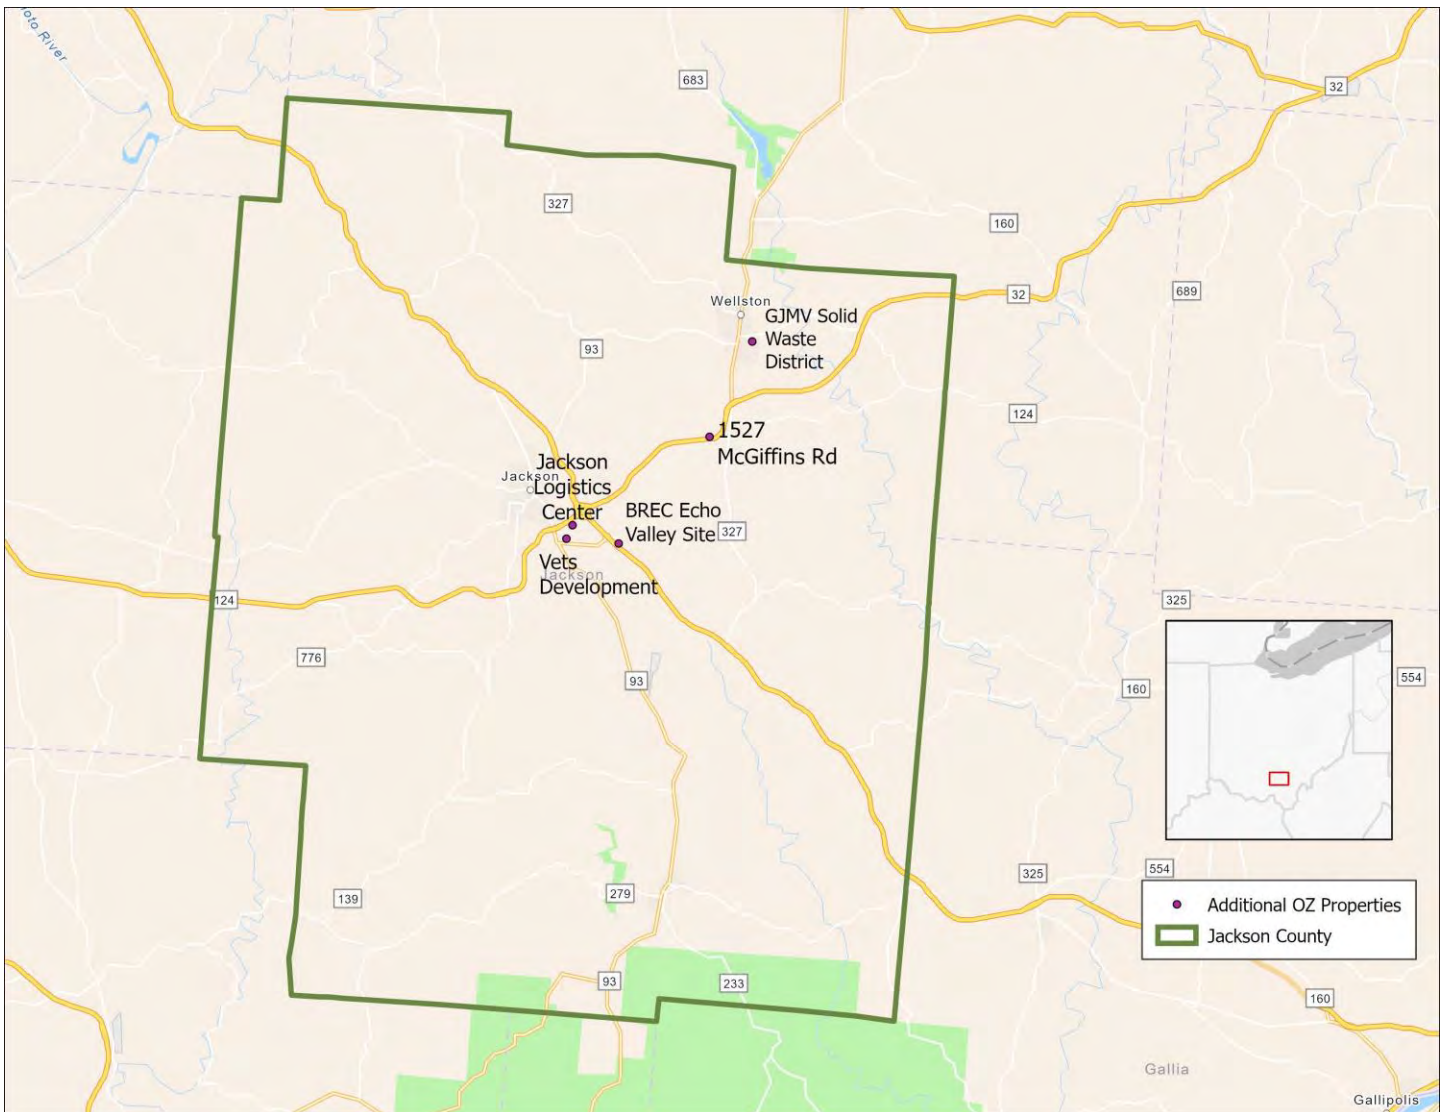 oto River
683
32
327
160
Wellston
32
689
GJMV Solid
Waste
District
93
124
1527
McGiffins Rd
Jackson
Logistics
Center
Jackson
BREC Echo
Valley Site
327
Vets
Development
Jackson
124
325
776
93
160
554
325
554
139
279
Additional OZ Properties
Jackson County
93
233
160
Gallia
Gallipolis